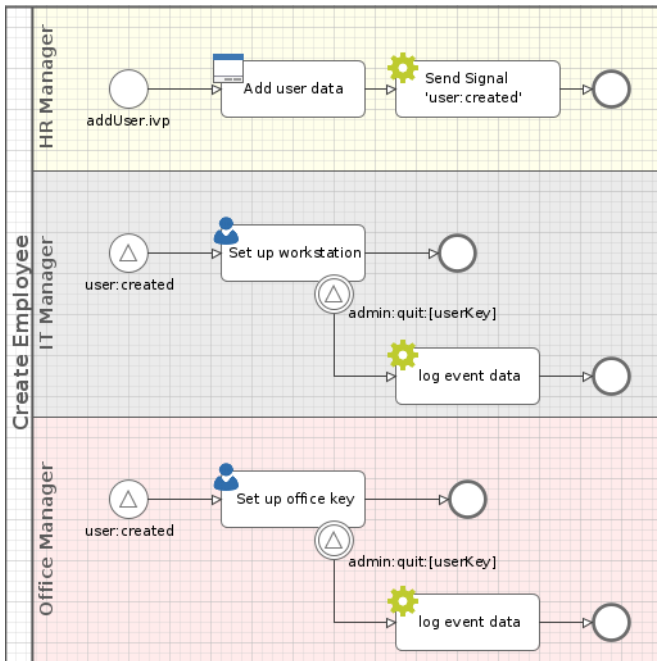 Create Employee
HR Manager
addUser.ivp
Add user data
Send Signal
'user:created'
IT Manager
user:created
Set up workstation
admin:quit:[userKey]
log event data
Office Manager
user:created
Set up office key
admin:quit:[userKey]
log event data